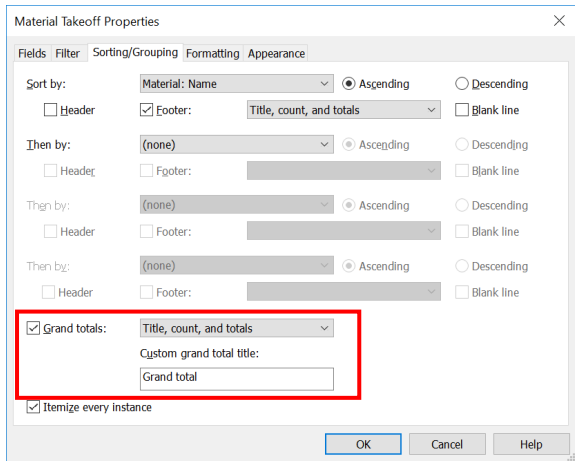 Material Takeoff Properties
Fields Filter Sorting/Grouping Formatting Appearance
Sort by: Material: Name Ascending Descending
Header Footer: Title, count, and totals Blank line
Then by: (none) Ascending Descending
Header Footer: Blank line
Then by: (none) Ascending Descending
Header Footer: Blank line
Then by: (none) Ascending Descending
Header Footer: Blank line
Grand totals: Title, count, and totals
Custom grand total title:
Grand total
Itemize every instance
OK Cancel Help